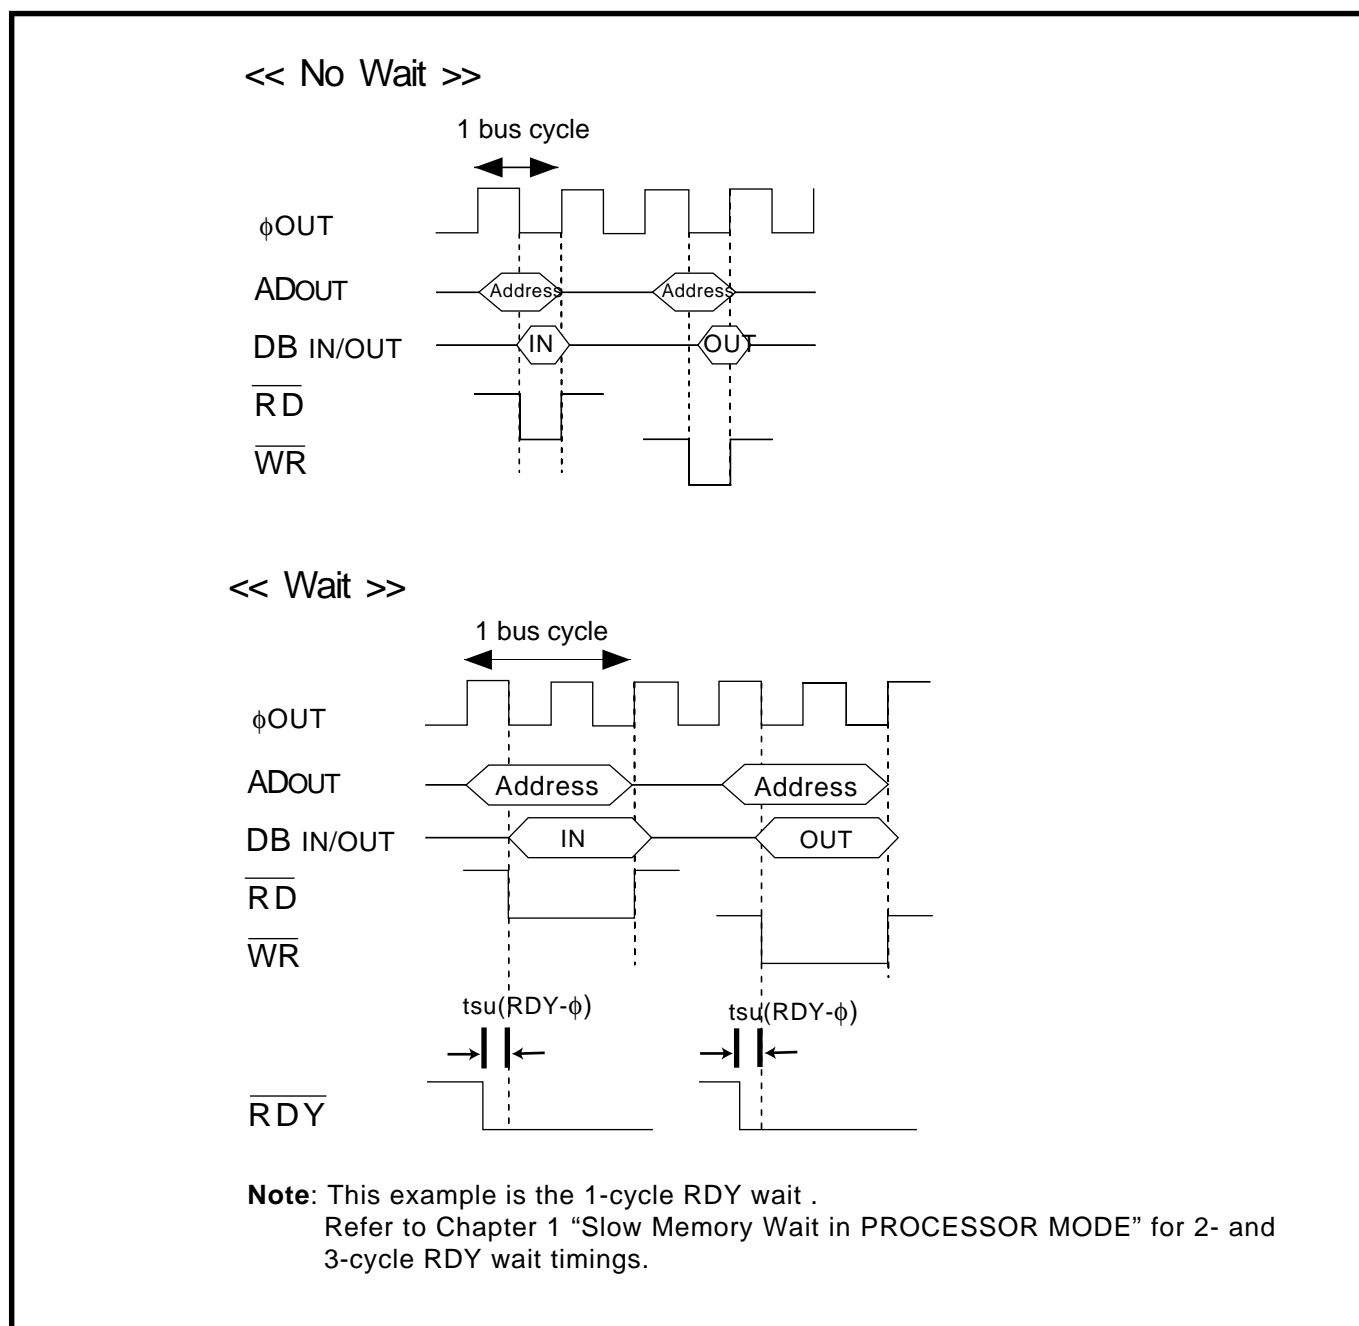 << No Wait >>
1 bus cycle
ϕOUT
ADOUT
Address Address
DB IN/OUT
IN OUT
RD
WR
<< Wait >>
1 bus cycle
ϕOUT
ADOUT
Address Address
DB IN/OUT
IN OUT
RD
WR
tsu(RDY-ϕ) tsu(RDY-ϕ)
RDY
Note: This example is the 1-cycle RDY wait .
Refer to Chapter 1 “Slow Memory Wait in PROCESSOR MODE” for 2- and
3-cycle RDY wait timings.